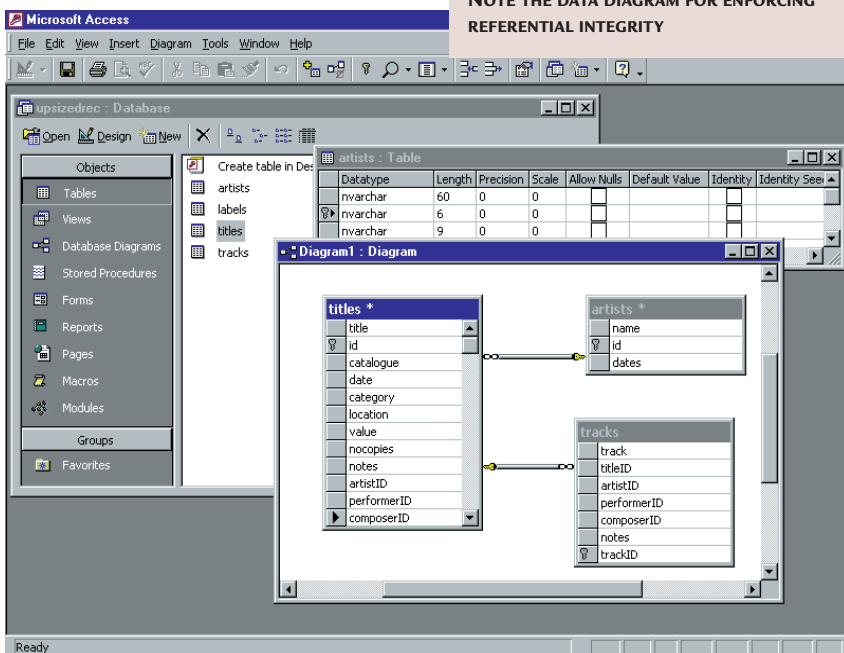 NOTE THE DATA DIAGRAM FOR ENFORCING
REFERENTIAL INTEGRITY
Microsoft Access
File Edit View Insert Diagram Tools Window Help
upsizedrec : Database
Open Design New
Objects
Tables
Views
Database Diagrams
Stored Procedures
Forms
Reports
Pages
Macros
Modules
Groups
Favorites
Create table in Des
artists
labels
titles
tracks
artists : Table
Datatype Length Precision Scale Allow Nulls Default Value Identity Identity Seed
nvarchar 60 0 0
nvarchar 6 0 0
nvarchar 9 0 0
Diagram1 : Diagram
titles *
title
id
catalogue
date
category
location
value
nocopies
notes
artistID
performerID
composerID
artists *
name
id
dates
tracks
track
titleID
artistID
performerID
composerID
notes
trackID
Ready